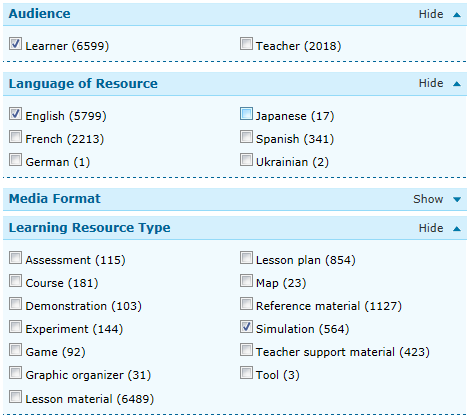 Audience Hide
Learner (6599) Teacher (2018)
Language of Resource Hide
English (5799) Japanese (17)
French (2213) Spanish (341)
German (1) Ukrainian (2)
Media Format Show
Learning Resource Type Hide
Assessment (115) Lesson plan (854)
Course (181) Map (23)
Demonstration (103) Reference material (1127)
Experiment (144) Simulation (564)
Game (92) Teacher support material (423)
Graphic organizer (31) Tool (3)
Lesson material (6489)